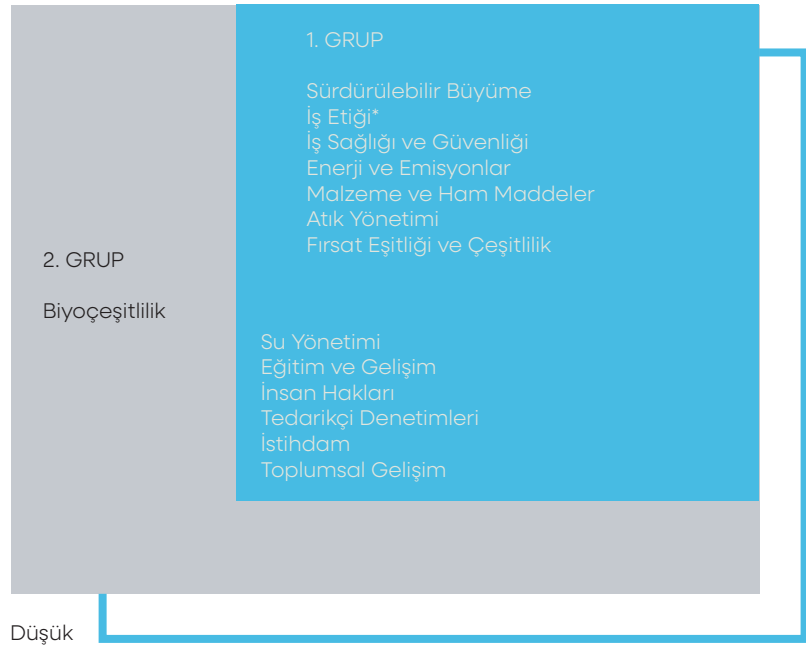 1. GRUP
Sürdürülebilir Büyüme
İş Etiği*
İş Sağlığı ve Güvenliği
Enerji ve Emisyonlar
Malzeme ve Ham Maddeler
Atık Yönetimi
Fırsat Eşitliği ve Çeşitlilik
2. GRUP
Biyoçeşitlilik
Su Yönetimi
Eğitim ve Gelişim
İnsan Hakları
Tedarikçi Denetimleri
İstihdam
Toplumsal Gelişim
Düşük